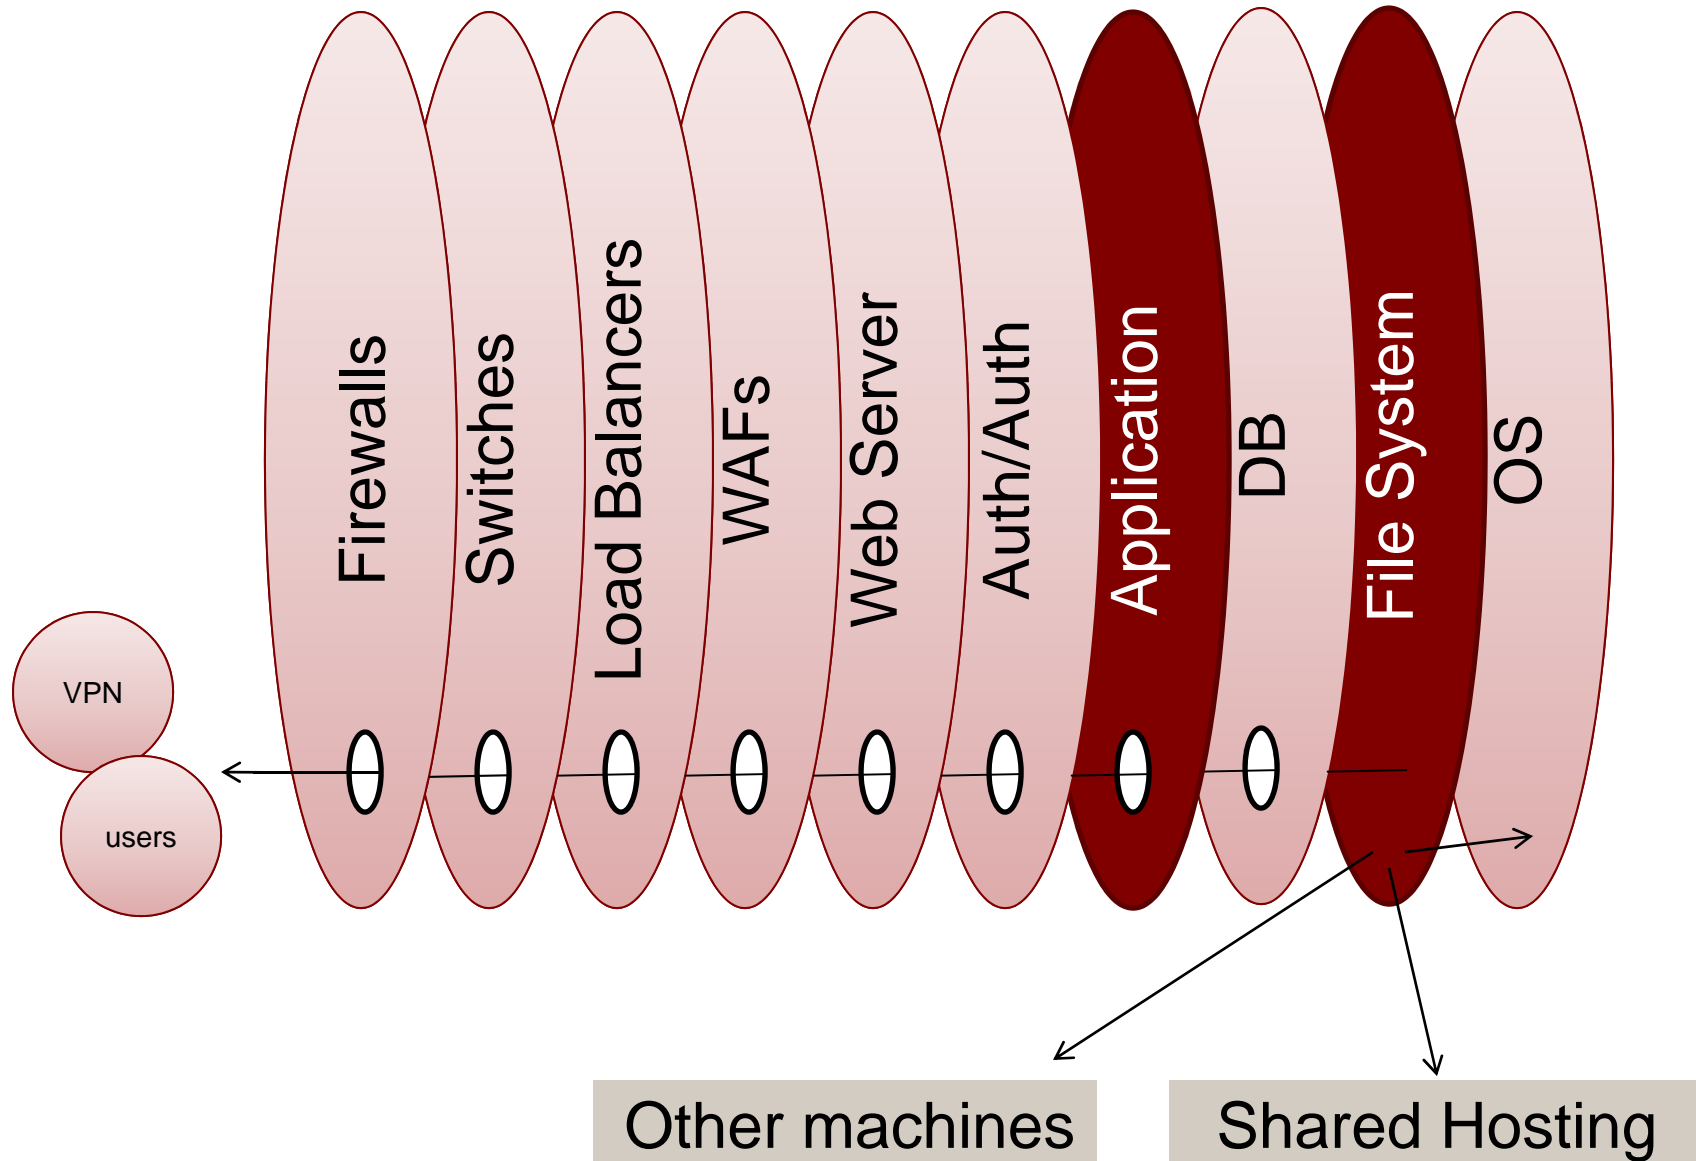 Firewalls
Switches
Load Balancers
WAFs
Web Server
Auth/Auth
Application
DB
File System
OS
VPN
users
Other machines
Shared Hosting